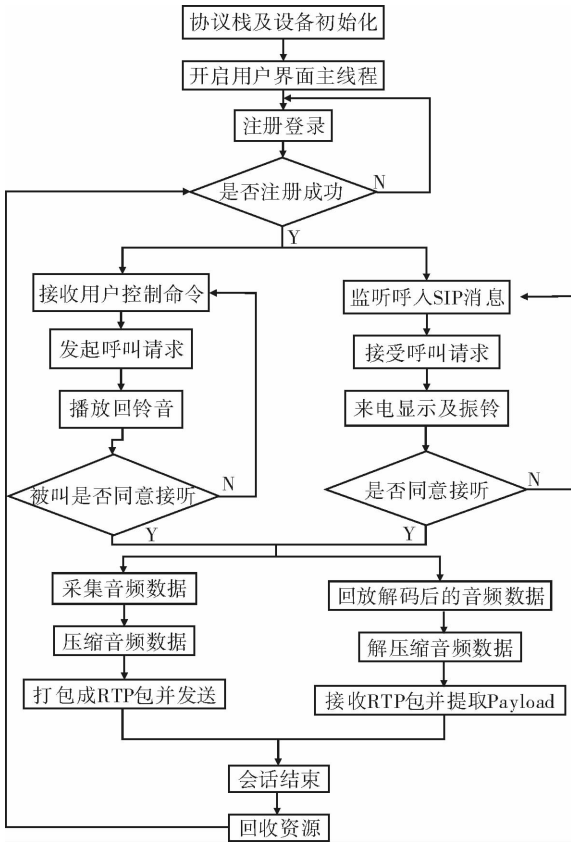 协议栈及设备初始化
开启用户界面主线程
注册登录
是否注册成功
N
Y
接收用户控制命令
监听呼入SIP消息
发起呼叫请求
接受呼叫请求
播放回铃音
来电显示及振铃
被叫是否同意接听
N
是否同意接听
N
Y
Y
采集音频数据
回放解码后的音频数据
压缩音频数据
解压缩音频数据
打包成RTP包并发送
接收RTP包并提取Payload
会话结束
回收资源